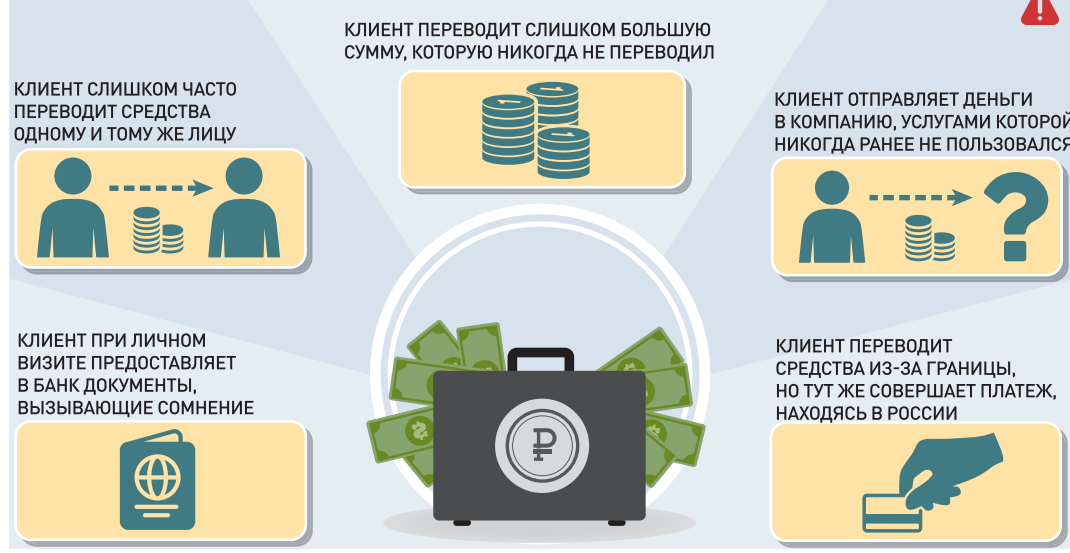 КЛИЕНТ ПЕРЕВОДИТ СЛИШКОМ БОЛЬШУЮ
СУММУ, КОТОРУЮ НИКОГДА НЕ ПЕРЕВОДИЛ
КЛИЕНТ СЛИШКОМ ЧАСТО
ПЕРЕВОДИТ СРЕДСТВА
ОДНОМУ И ТОМУ ЖЕ ЛИЦУ
КЛИЕНТ ОТПРАВЛЯЕТ ДЕНЬГИ
В КОМПАНИЮ, УСЛУГАМИ КОТОРОЙ
НИКОГДА РАНЕЕ НЕ ПОЛЬЗОВАЛСЯ
КЛИЕНТ ПРИ ЛИЧНОМ
ВИЗИТЕ ПРЕДОСТАВЛЯЕТ
В БАНК ДОКУМЕНТЫ,
ВЫЗЫВАЮЩИЕ СОМНЕНИЕ
КЛИЕНТ ПЕРЕВОДИТ
СРЕДСТВА ИЗ-ЗА ГРАНИЦЫ,
НО ТУТ ЖЕ СОВЕРШАЕТ ПЛАТЕЖ,
НАХОДЯСЬ В РОССИИ